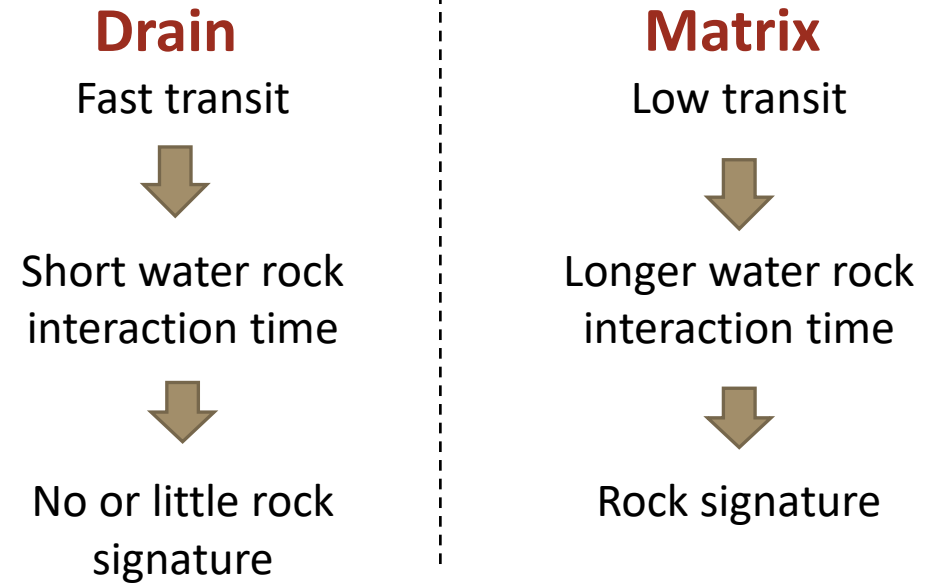 Drain
Fast transit
Short water rock
interaction time
No or little rock
signature
Matrix
Low transit
Longer water rock
interaction time
Rock signature